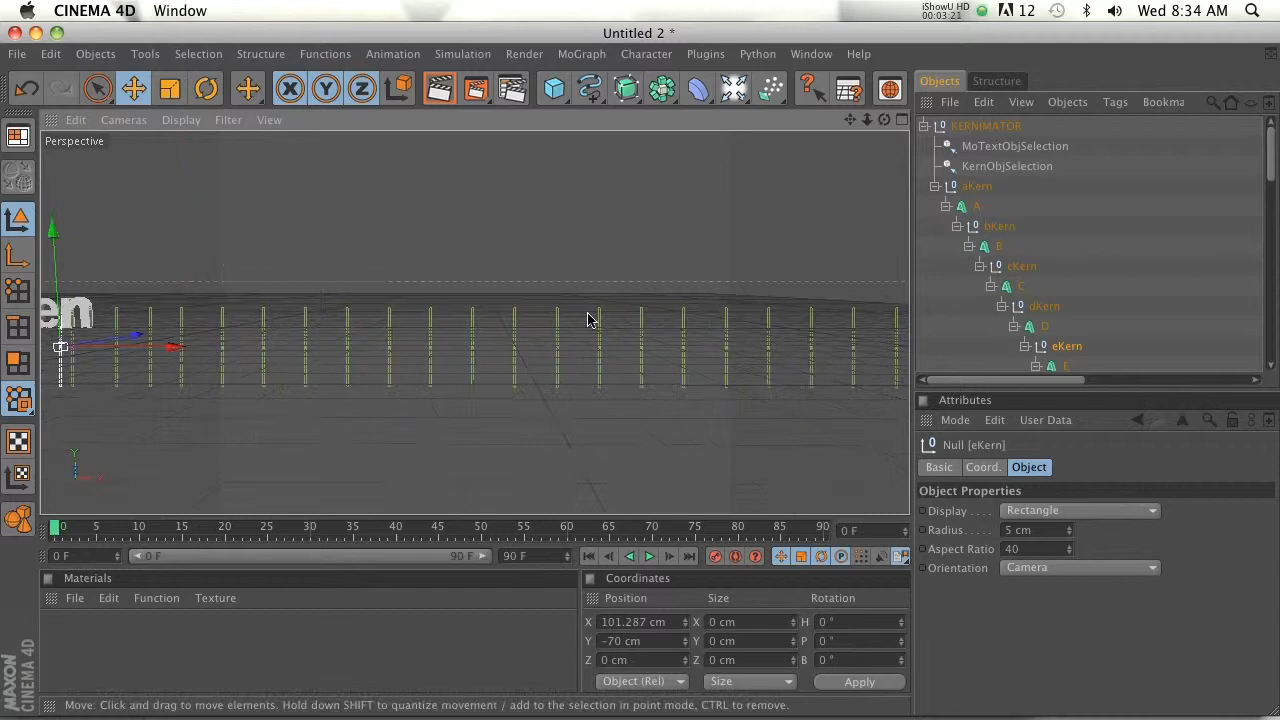 CINEMA 4D Window
iShowU HD
00:03:21
12
Wed 8:34 AM
Untitled 2 *
File Edit Objects Tools Selection Structure Functions Animation Simulation Render MoGraph Character Plugins Python Window Help
X Y Z
Objects Structure
File Edit View Objects Tags Bookma
Edit Cameras Display Filter View
Perspective
KERNIMATOR
MoTextObjSelection
KernObjSelection
aKern
A
bKern
B
cKern
C
dKern
D
eKern
E
en
Y
X
Attributes
Mode Edit User Data
Null [eKern]
Basic Coord. Object
Object Properties
Display Rectangle
Radius 5 cm
Aspect Ratio 40
Orientation Camera
0 5 10 15 20 25 30 35 40 45 50 55 60 65 70 75 80 85 90
0 F
0 F 0 F 90 F 90 F
Materials
File Edit Function Texture
Coordinates
Position Size Rotation
X 101.287 cm X 0 cm H 0 °
Y -70 cm Y 0 cm P 0 °
Z 0 cm Z 0 cm B 0 °
Object (Rel) Size Apply
MAXON
CINEMA 4D
Move: Click and drag to move elements. Hold down SHIFT to quantize movement / add to the selection in point mode, CTRL to remove.